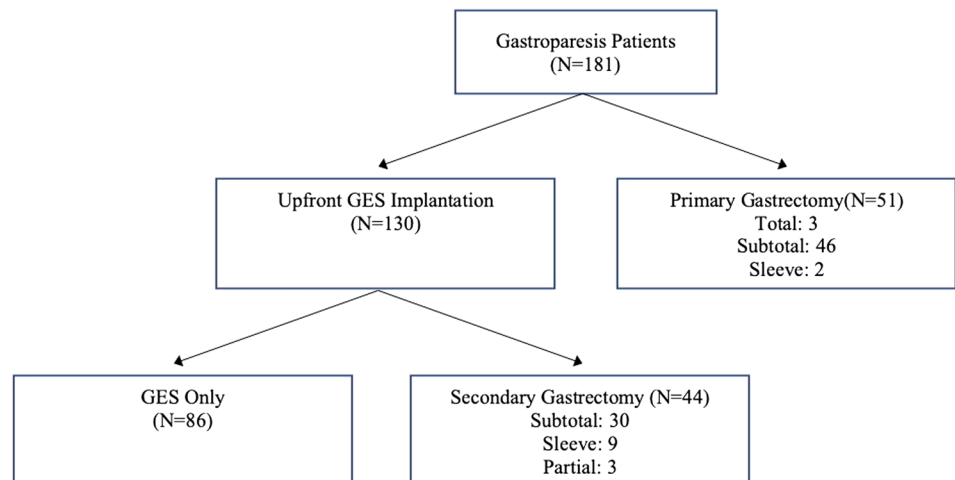 Gastroparesis Patients
(N=181)
Upfront GES Implantation
(N=130)
Primary Gastrectomy(N=51)
Total: 3
Subtotal: 46
Sleeve: 2
GES Only
(N=86)
Secondary Gastrectomy (N=44)
Subtotal: 30
Sleeve: 9
Partial: 3